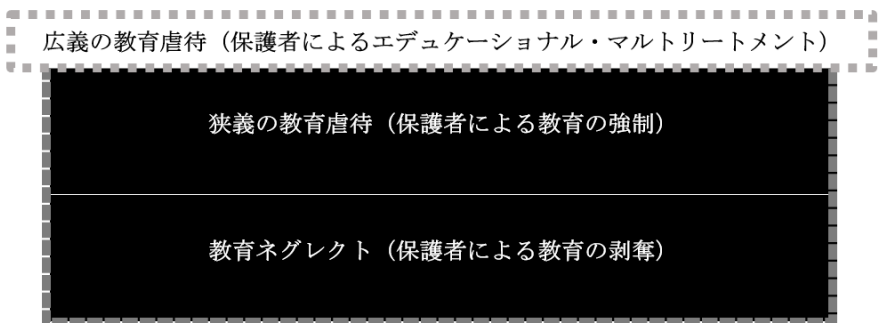 広義の教育虐待（保護者によるエデュケーショナル・マルトリートメント）
狭義の教育虐待（保護者による教育の強制）
教育ネグレクト（保護者による教育の剥奪）